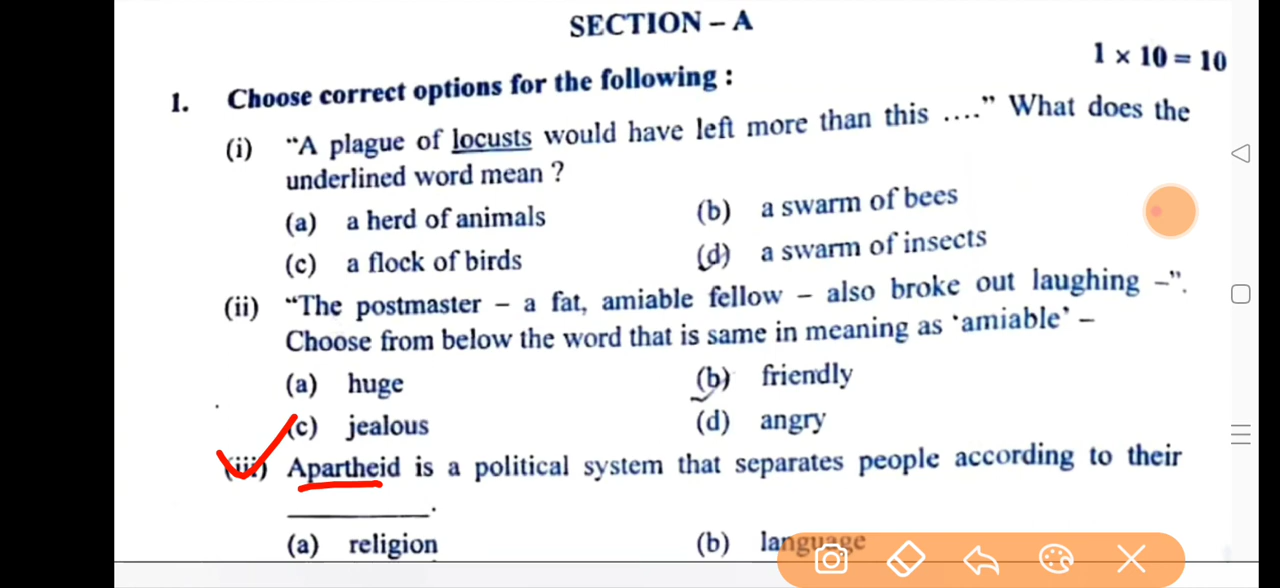 SECTION – A
1 × 10 = 10
1. Choose correct options for the following :
(i) “A plague of locusts would have left more than this ....” What does the
underlined word mean ?
(a) a herd of animals (b) a swarm of bees
(c) a flock of birds (d) a swarm of insects
(ii) “The postmaster – a fat, amiable fellow – also broke out laughing –”.
Choose from below the word that is same in meaning as ‘amiable’ –
(a) huge (b) friendly
(c) jealous (d) angry
(iii) Apartheid is a political system that separates people according to their
__________.
(a) religion (b) language